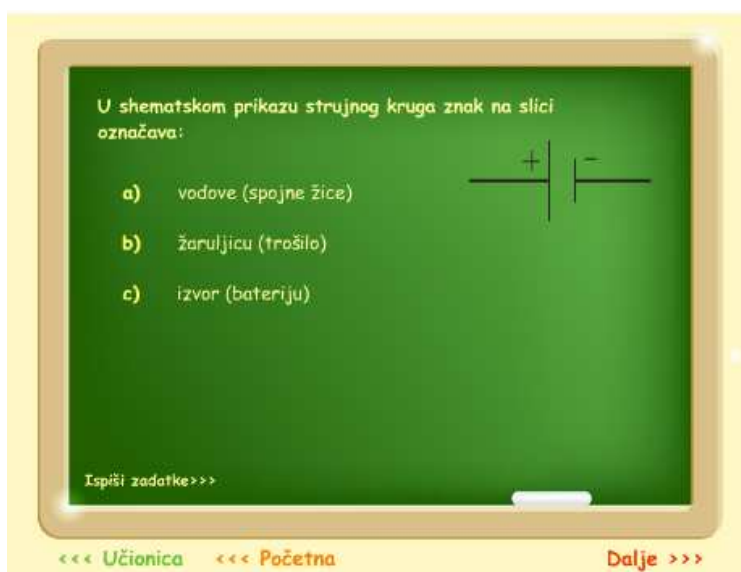 U shematskom prikazu strujnog kruga znak na slici
označava:
+ -
a) vodove (spojne žice)
b) žaruljicu (trošilo)
c) izvor (bateriju)
Ispiši zadatke>>>
<<< Učionica <<< Početna Dalje >>>